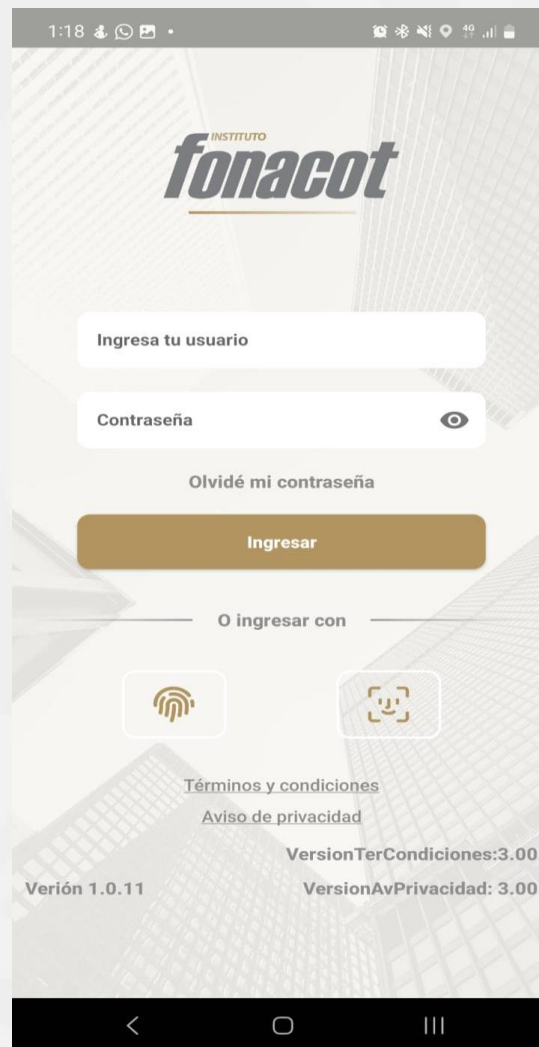 1:18
4G
INSTITUTO
fonacot
Ingresa tu usuario
Contraseña
Olvidé mi contraseña
Ingresar
O ingresar con
Términos y condiciones
Aviso de privacidad
VersionTerCondiciones:3.00
Verión 1.0.11 VersionAvPrivacidad: 3.00